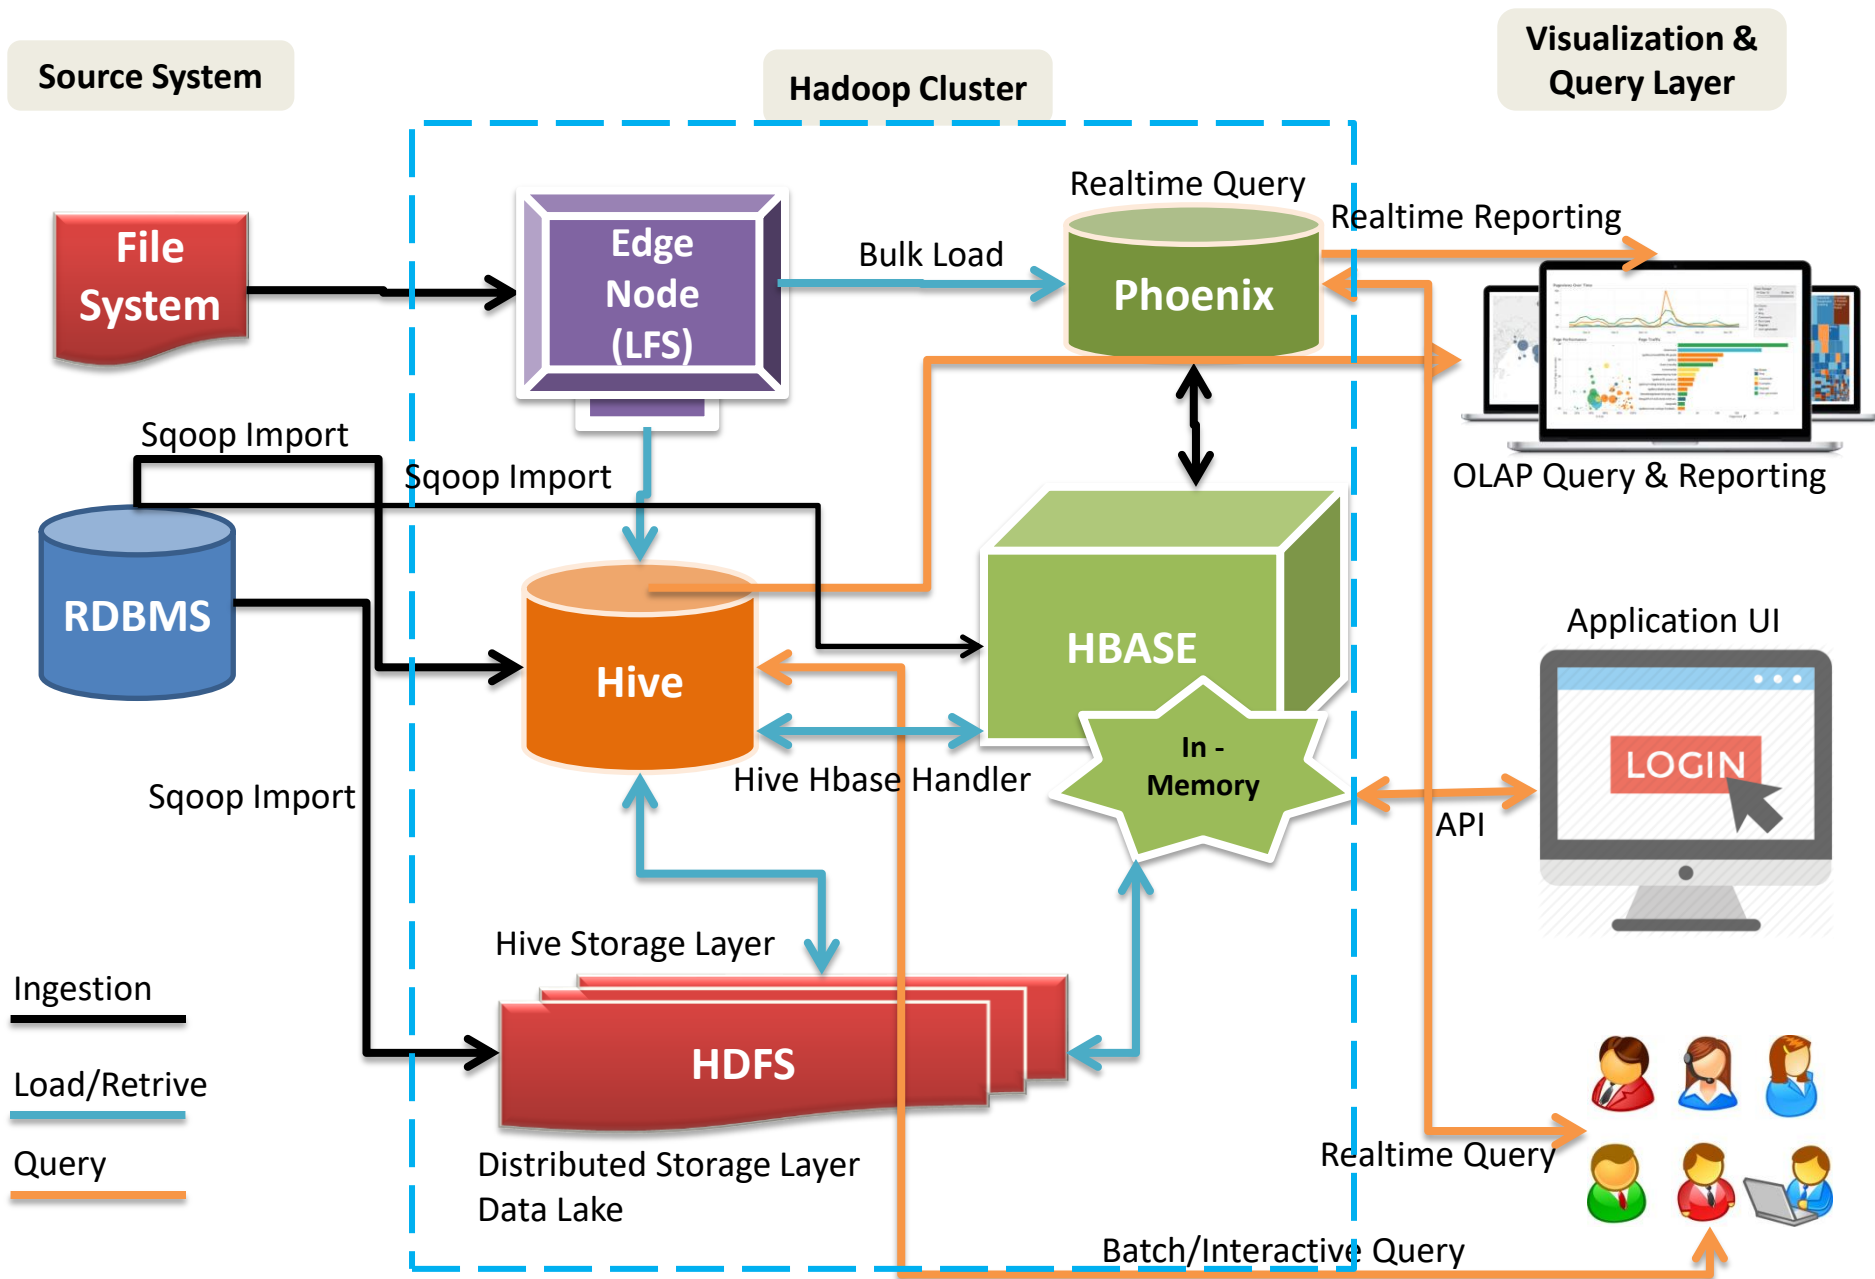 Source System
Hadoop Cluster
Visualization &
Query Layer
Realtime Query
Realtime Reporting
File
System
Edge
Node
(LFS)
Bulk Load
Phoenix
Sqoop Import
Sqoop Import
OLAP Query & Reporting
RDBMS
Application UI
HBASE
Hive
LOGIN
In -
Memory
Hive Hbase Handler
Sqoop Import
API
Hive Storage Layer
Ingestion
HDFS
Load/Retrive
Query
Realtime Query
Distributed Storage Layer
Data Lake
Batch/Interactive Query